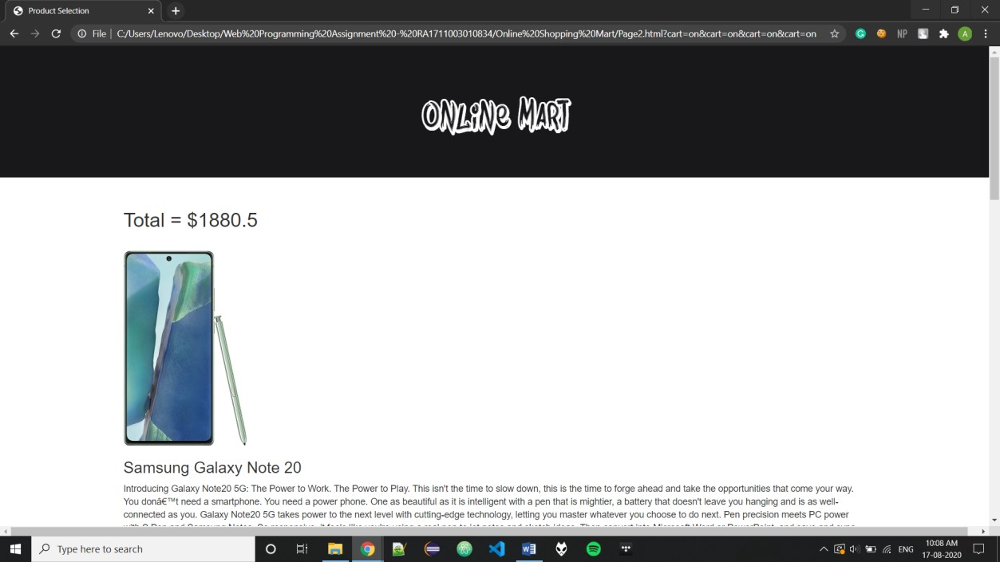 Product Selection
File | C:/Users/Lenovo/Desktop/Web%20Programming%20Assignment%20-%20RA1711003010834/Online%20Shopping%20Mart/Page2.html?cart=on&cart=on&cart=on&cart=on
NP
A
ONLINE MART
Total = $1880.5
Samsung Galaxy Note 20
Introducing Galaxy Note20 5G: The Power to Work. The Power to Play. This isn't the time to slow down, this is the time to forge ahead and take the opportunities that come your way.
You donâ€™t need a smartphone. You need a power phone. One as beautiful as it is intelligent with a pen that is mightier, a battery that doesn't leave you hanging and is as well-
connected as you. Galaxy Note20 5G takes power to the next level with cutting-edge technology, letting you master whatever you choose to do next. Pen precision meets PC power
Type here to search
ENG
10:08 AM
17-08-2020